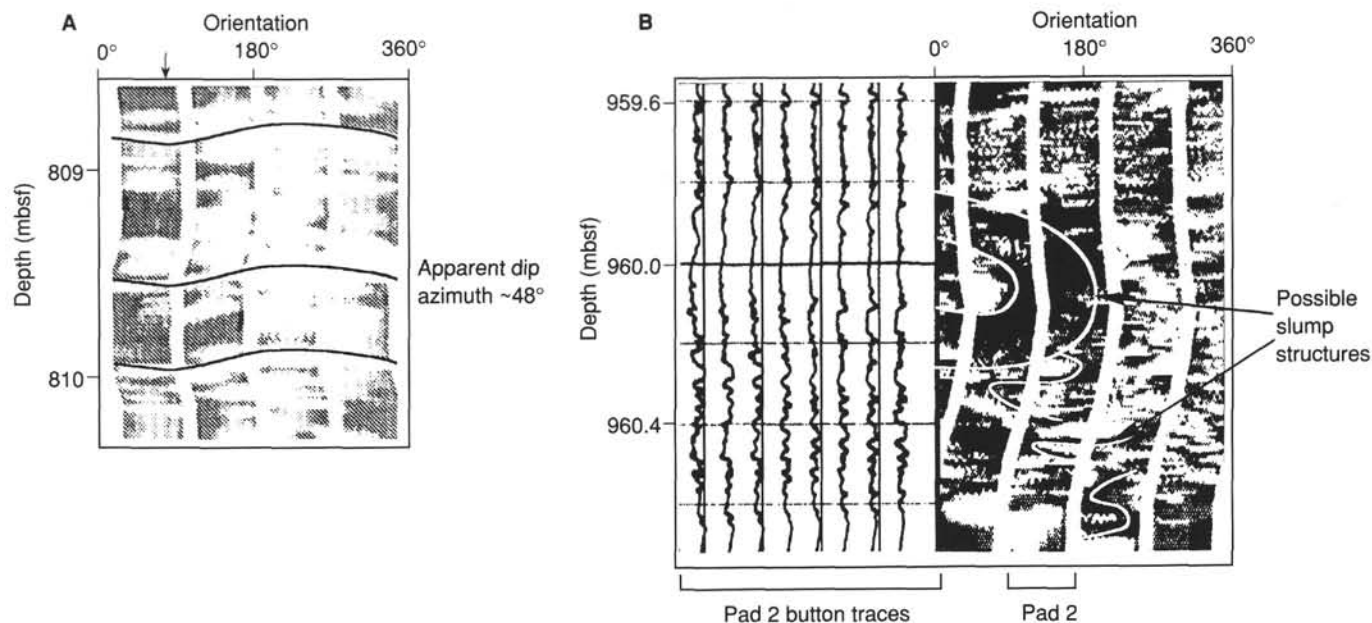 A
Orientation
0°
180°
360°
Depth (mbsf)
809
810
Apparent dip
azimuth ~48°
B
Orientation
0°
180°
360°
Depth (mbsf)
959.6
960.0
960.4
Possible
slump
structures
Pad 2 button traces
Pad 2